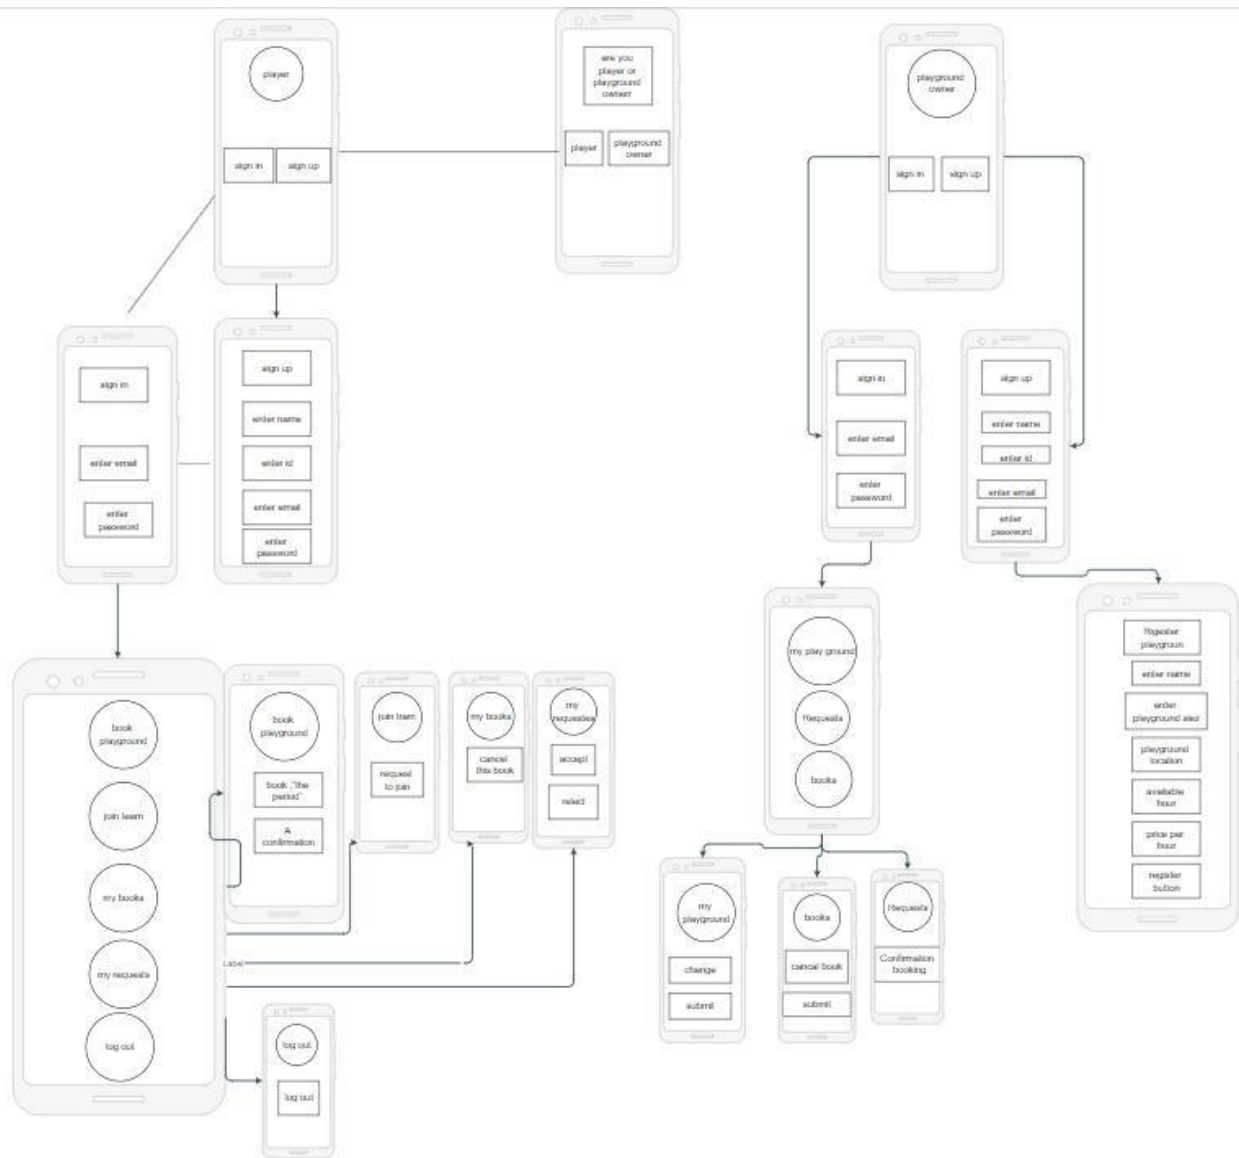 player
sign in
sign up
are you
player or
playground
owner
player
playground
owner
playground
owner
sign in
sign up
sign in
enter email
enter
password
sign up
enter name
enter id
enter email
enter
password
sign in
enter email
enter
password
sign up
enter name
enter id
enter email
enter
password
book
playground
join team
my books
my requests
log out
book
playground
book ,"the
period"
A
confirmation
join team
request
to join
my books
cancel
this book
my
requestes
accept
reject
Label
log out
log out
my play ground
Requests
books
my
playground
change
submit
books
cancel book
submit
Requests
Confirmation
booking
playgroun
enter name
enter
playground
playground
location
available
hour
price per
hour
register
button